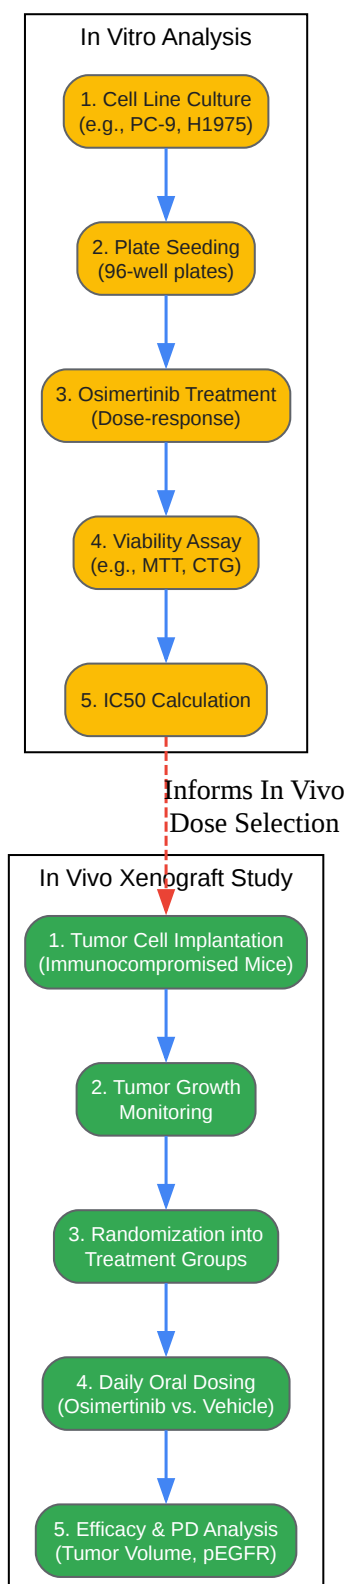 In Vitro Analysis
1. Cell Line Culture
(e.g., PC-9, H1975)
2. Plate Seeding
(96-well plates)
3. Osimertinib Treatment
(Dose-response)
4. Viability Assay
(e.g., MTT, CTG)
5. IC50 Calculation
Informs In Vivo
Dose Selection
In Vivo Xenograft Study
1. Tumor Cell Implantation
(Immunocompromised Mice)
2. Tumor Growth
Monitoring
3. Randomization into
Treatment Groups
4. Daily Oral Dosing
(Osimertinib vs. Vehicle)
5. Efficacy & PD Analysis
(Tumor Volume, pEGFR)